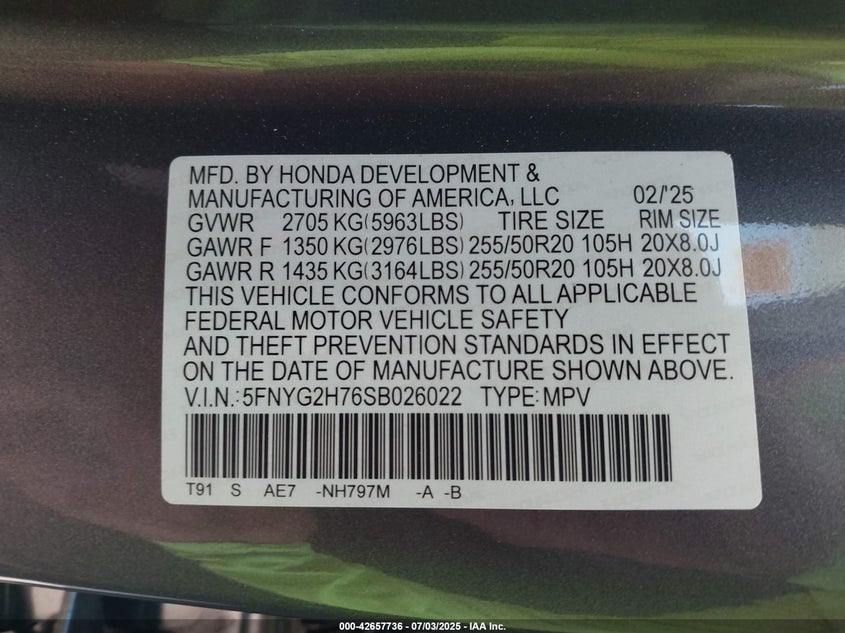 MFD. BY HONDA DEVELOPMENT &
MANUFACTURING OF AMERICA, LLC 02/'25
GVWR 2705 KG(5963LBS) TIRE SIZE RIM SIZE
GAWR F 1350 KG(2976LBS) 255/50R20 105H 20X8.0J
GAWR R 1435 KG(3164LBS) 255/50R20 105H 20X8.0J
THIS VEHICLE CONFORMS TO ALL APPLICABLE
FEDERAL MOTOR VEHICLE SAFETY
AND THEFT PREVENTION STANDARDS IN EFFECT
ON THE DATE OF MANUFACTURE SHOWN ABOVE.
V.I.N.: 5FNYG2H76SB026022 TYPE: MPV
T91 S AE7 -NH797M -A -B
000-42657736 - 07/03/2025 - IAA Inc.